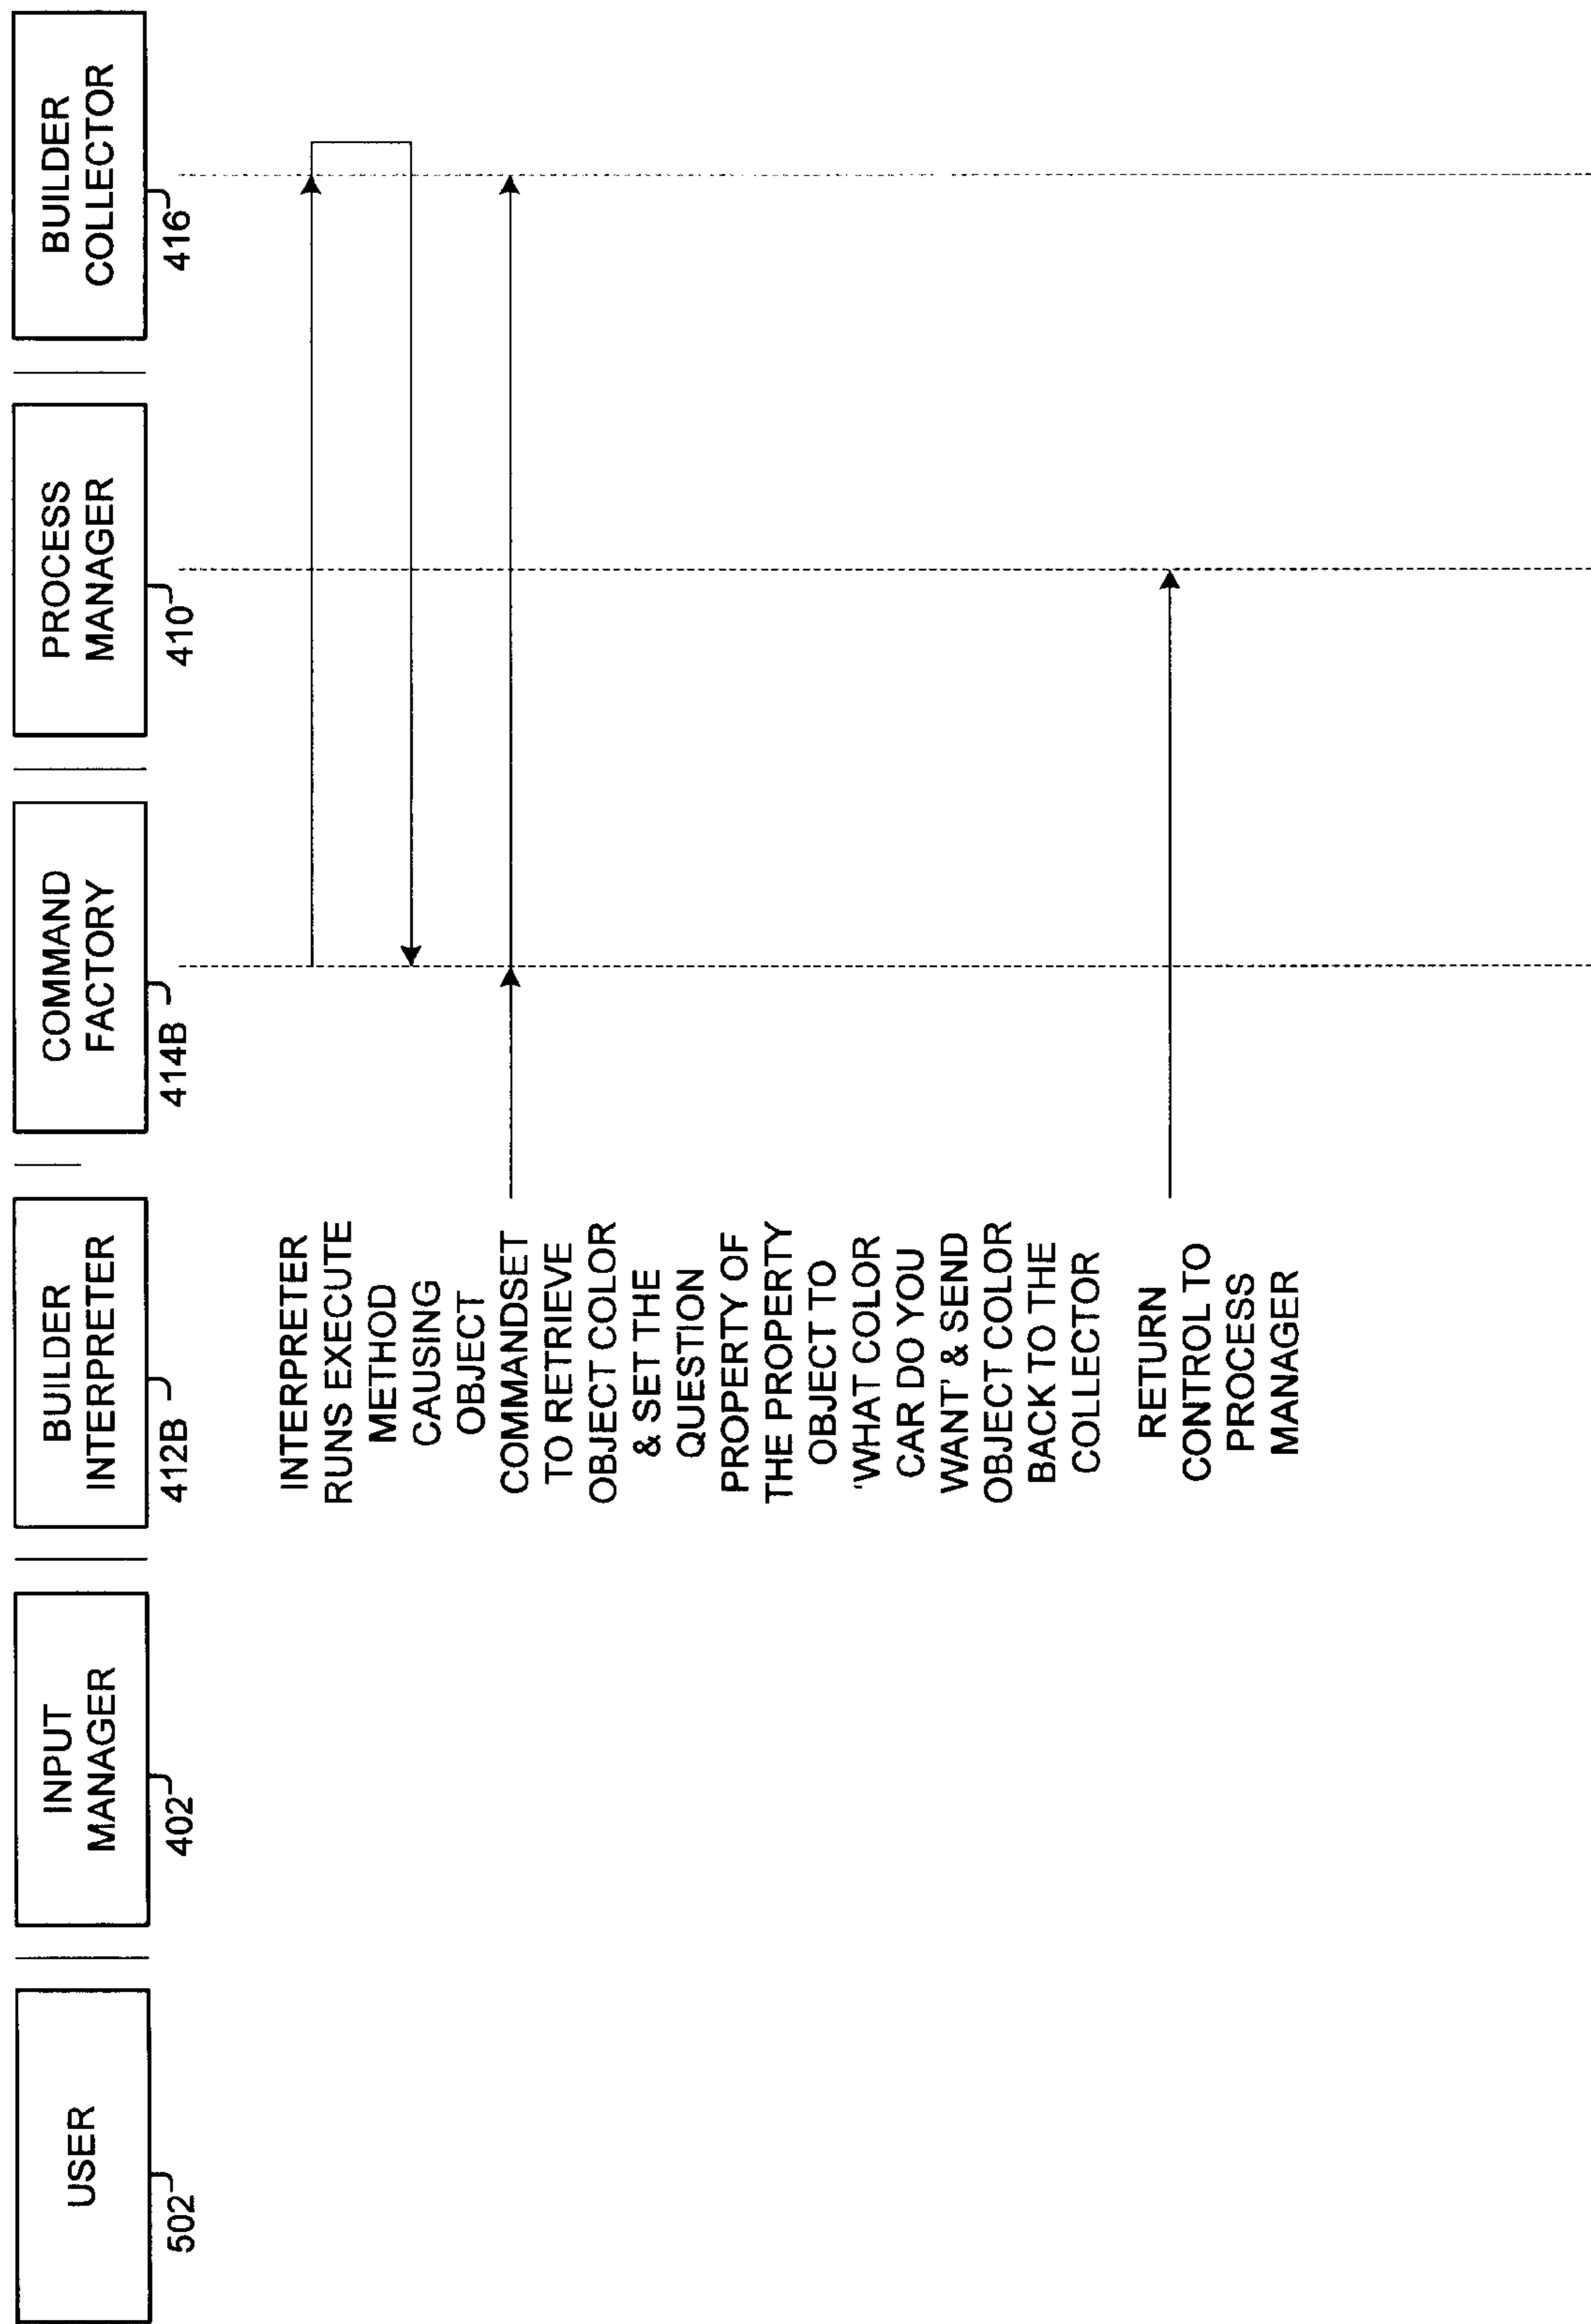 USER
502
INPUT
MANAGER
402
BUILDER
INTERPRETER
412B
COMMAND
FACTORY
414B
PROCESS
MANAGER
410
BUILDER
COLLECTOR
416
INTERPRETER
RUNS EXECUTE
METHOD
CAUSING
OBJECT
COMMANDSET
TO RETRIEVE
OBJECT COLOR
& SET THE
QUESTION
PROPERTY OF
THE PROPERTY
OBJECT TO
'WHAT COLOR
CAR DO YOU
WANT' & SEND
OBJECT COLOR
BACK TO THE
COLLECTOR
RETURN
CONTROL TO
PROCESS
MANAGER